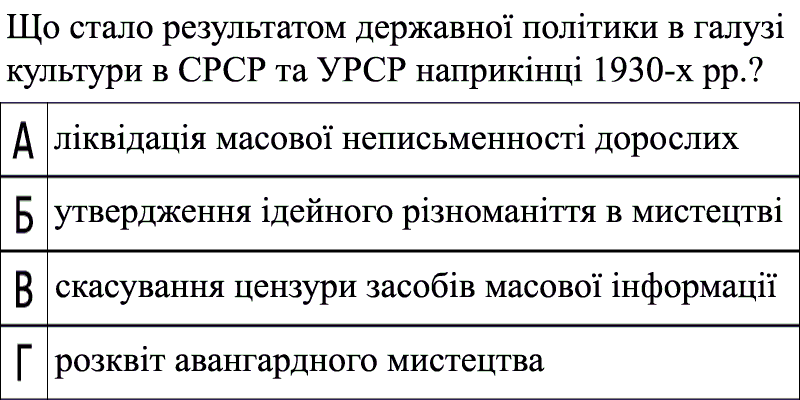 Що стало результатом державної політики в галузі
культури в СРСР та УРСР наприкінці 1930-х рр.?
А ліквідація масової неписьменності дорослих
Б утвердження ідейного різноманіття в мистецтві
В скасування цензури засобів масової інформації
Г розквіт авангардного мистецтва